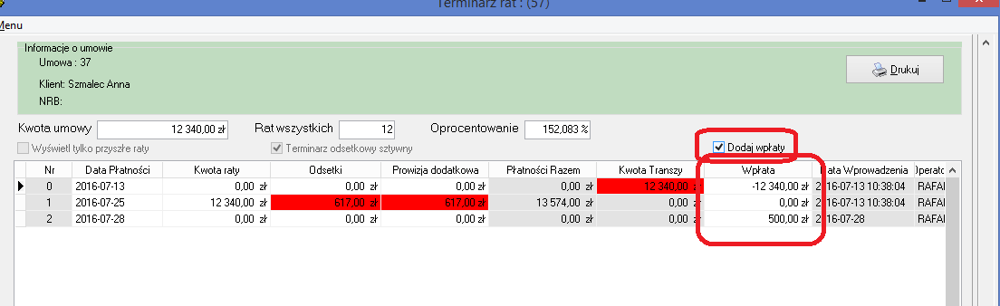 Terminarz rat : (57)
Menu
Informacje o umowie
Umowa : 37
Klient: Szmalec Anna
NRB:
Drukuj
Kwota umowy 12 340,00 zł Rat wszystkich 12 Oprocentowanie 152,083 %
Wyświetl tylko przyszłe raty Terminarz odsetkowy sztywny Dodaj wpłaty
Nr Data Płatności Kwota raty Odsetki Prowizja dodatkowa Płatności Razem Kwota Transzy Wpłata Data Wprowadzenia Operato
0 2016-07-13 0,00 zł 0,00 zł 0,00 zł 0,00 zł 12 340,00 zł -12 340,00 zł 2016-07-13 10:38:04 RAFAŁ
1 2016-07-25 12 340,00 zł 617,00 zł 617,00 zł 13 574,00 zł 0,00 zł 0,00 zł 2016-07-13 10:38:04 RAFAŁ
2 2016-07-28 0,00 zł 0,00 zł 0,00 zł 0,00 zł 0,00 zł 500,00 zł 2016-07-28 RAFAŁ